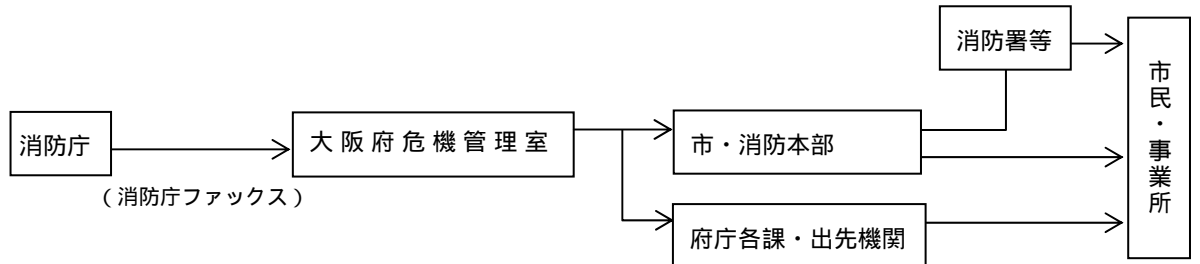 消防署等
消防庁
大阪府危機管理室
市・消防本部
市民・事業所
(消防庁ファックス)
府庁各課・出先機関